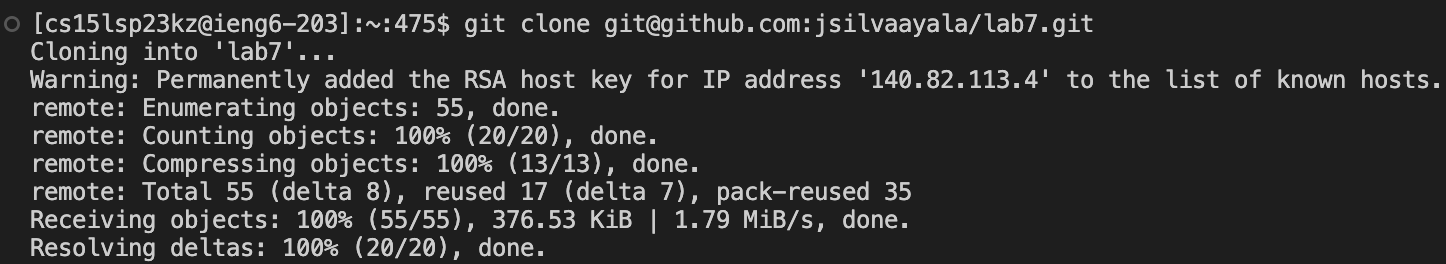 [cs15lsp23kz@ieng6-203]:~:475$ git clone git@github.com:jsilvaayala/lab7.git
Cloning into 'lab7'...
Warning: Permanently added the RSA host key for IP address '140.82.113.4' to the list of known hosts.
remote: Enumerating objects: 55, done.
remote: Counting objects: 100% (20/20), done.
remote: Compressing objects: 100% (13/13), done.
remote: Total 55 (delta 8), reused 17 (delta 7), pack-reused 35
Receiving objects: 100% (55/55), 376.53 KiB | 1.79 MiB/s, done.
Resolving deltas: 100% (20/20), done.